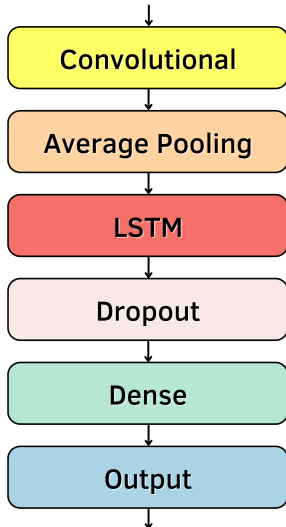 Convolutional
Average Pooling
LSTM
Dropout
Dense
Output